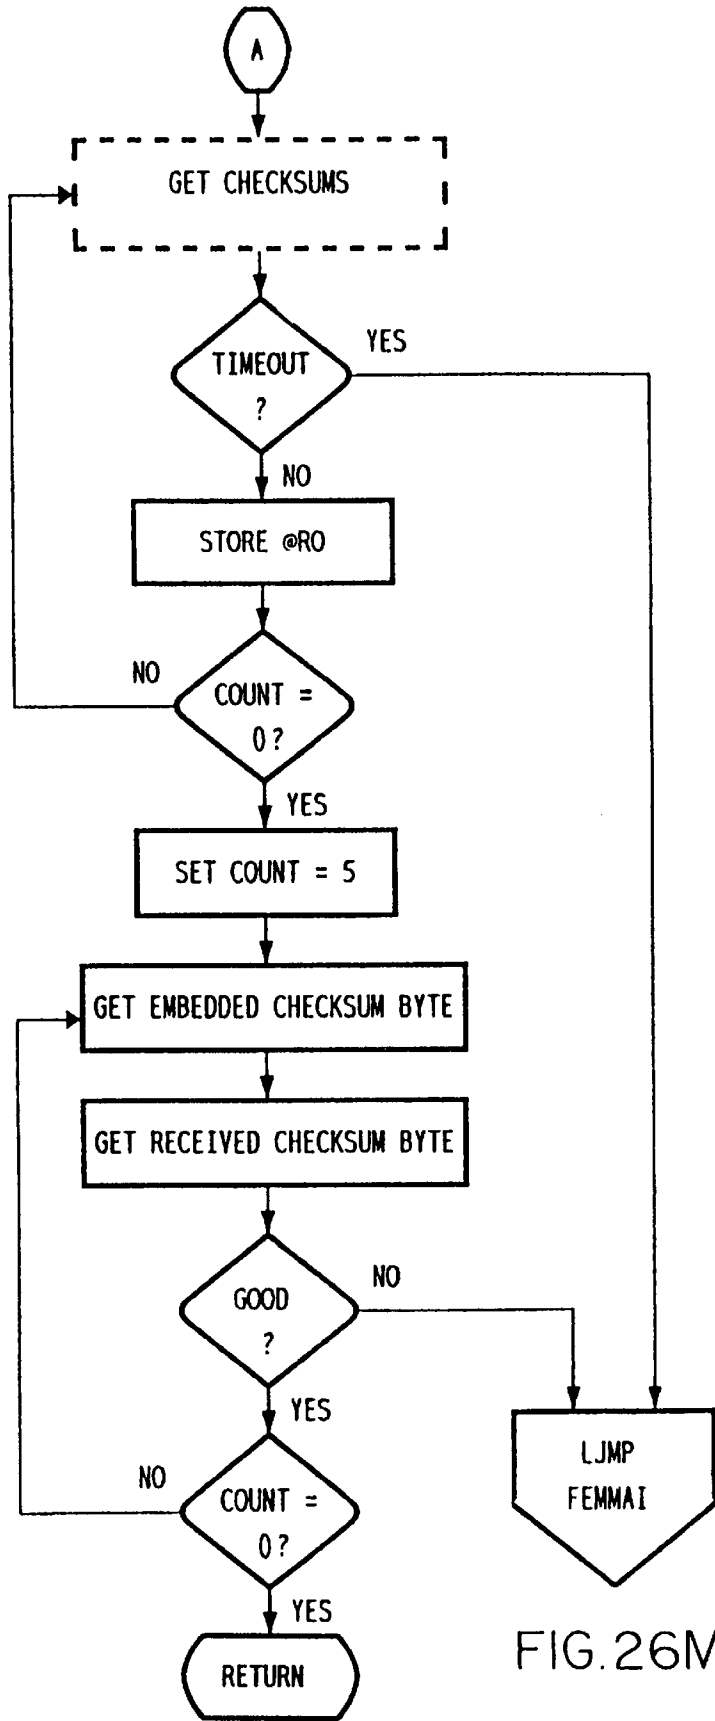 A
GET CHECKSUMS
TIMEOUT
?
YES
NO
STORE @RO
NO
COUNT =
0?
YES
SET COUNT = 5
GET EMBEDDED CHECKSUM BYTE
GET RECEIVED CHECKSUM BYTE
GOOD
?
NO
YES
NO
COUNT =
0?
LJMP
FEMMAI
YES
RETURN
FIG.26M